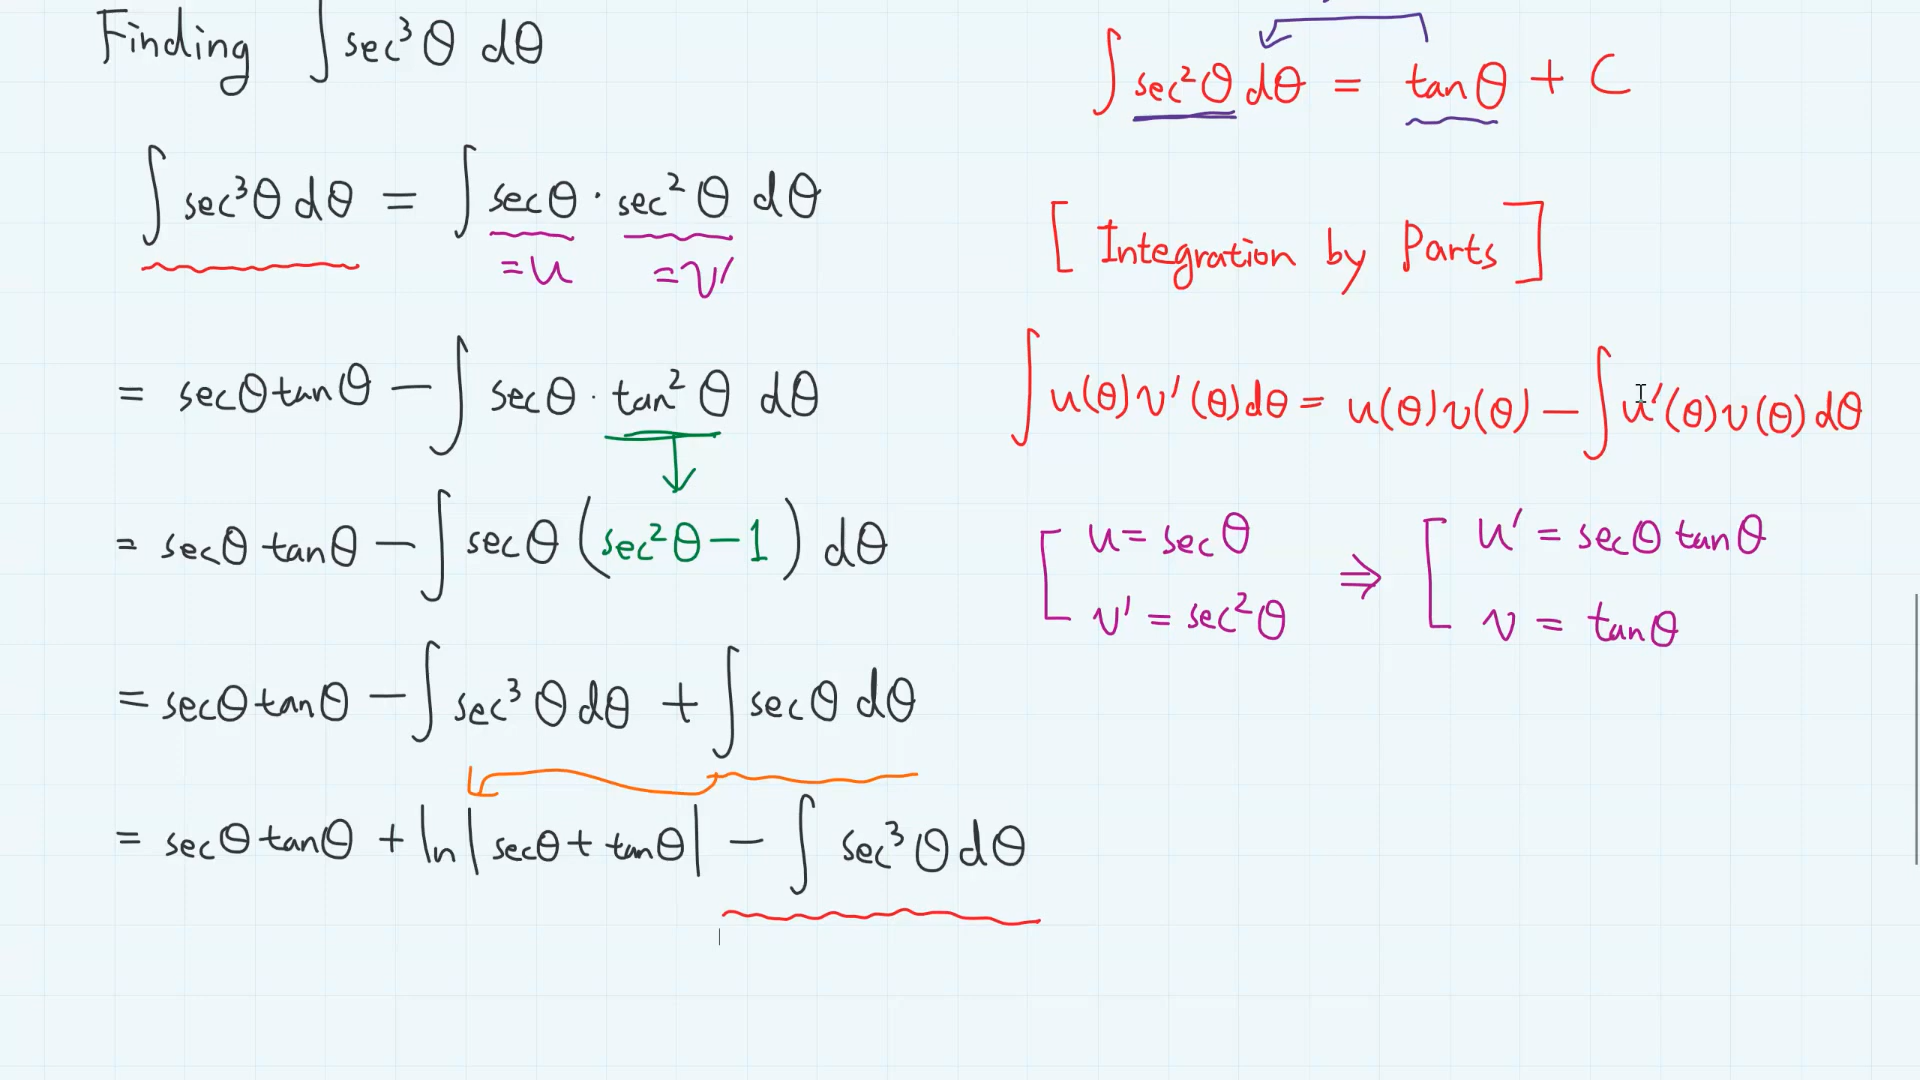 Finding ∫ sec³θ dθ
∫ sec³θ dθ = ∫ secθ · sec²θ dθ
= u = v′
= secθ tanθ − ∫ secθ · tan²θ dθ
= secθ tanθ − ∫ secθ (sec²θ − 1) dθ
= secθ tanθ − ∫ sec³θ dθ + ∫ secθ dθ
= secθ tanθ + ln|secθ + tanθ| − ∫ sec³θ dθ
∫ sec²θ dθ = tanθ + C
[ Integration by Parts ]
∫ u(θ)v′(θ)dθ = u(θ)v(θ) − ∫ u′(θ)v(θ)dθ
[ u = secθ ⇒ [ u′ = secθ tanθ
v′ = sec²θ v = tanθ